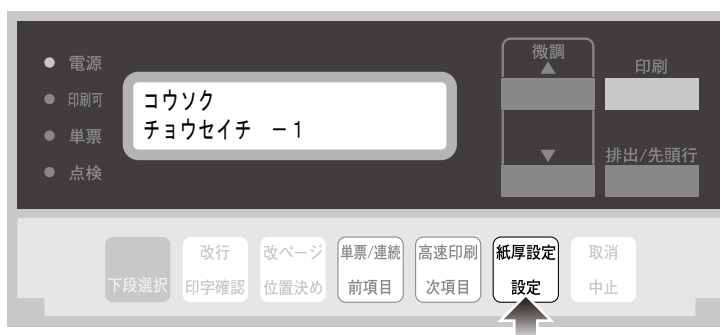 電源
印刷可
単票
点検
コウソク
チョウセイチ －１
微調
▲
▼
印刷
排出/先頭行
下段選択
改行
印字確認
改ページ
位置決め
単票/連続
前項目
高速印刷
次項目
紙厚設定
設定
取消
中止